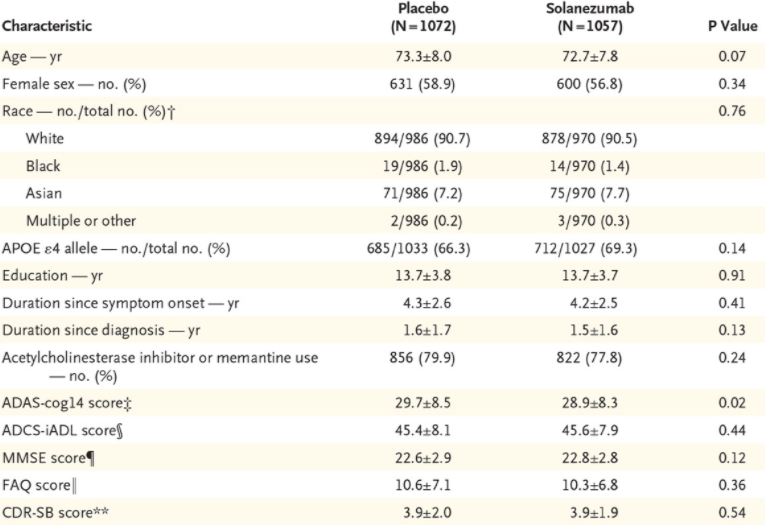 Characteristic Placebo (N=1072) Solanezumab (N=1057) P Value
Age — yr 73.3±8.0 72.7±7.8 0.07
Female sex — no. (%) 631 (58.9) 600 (56.8) 0.34
Race — no./total no. (%)† 0.76
White 894/986 (90.7) 878/970 (90.5)
Black 19/986 (1.9) 14/970 (1.4)
Asian 71/986 (7.2) 75/970 (7.7)
Multiple or other 2/986 (0.2) 3/970 (0.3)
APOE ε4 allele — no./total no. (%) 685/1033 (66.3) 712/1027 (69.3) 0.14
Education — yr 13.7±3.8 13.7±3.7 0.91
Duration since symptom onset — yr 4.3±2.6 4.2±2.5 0.41
Duration since diagnosis — yr 1.6±1.7 1.5±1.6 0.13
Acetylcholinesterase inhibitor or memantine use 856 (79.9) 822 (77.8) 0.24
— no. (%)
ADAS-cog14 score‡ 29.7±8.5 28.9±8.3 0.02
ADCS-iADL score§ 45.4±8.1 45.6±7.9 0.44
MMSE score¶ 22.6±2.9 22.8±2.8 0.12
FAQ score‖ 10.6±7.1 10.3±6.8 0.36
CDR-SB score** 3.9±2.0 3.9±1.9 0.54